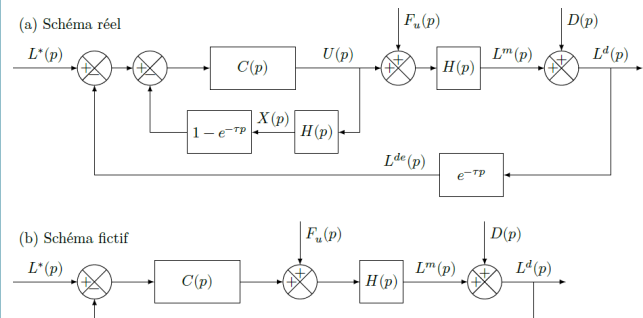 (a) Schéma réel
F_u(p)
D(p)
L*(p)
+
−
+
−
C(p)
U(p)
+
+
H(p)
L^m(p)
+
+
L^d(p)
1 − e^{−τp}
X(p)
H(p)
L^{de}(p)
e^{−τp}
(b) Schéma fictif
F_u(p)
D(p)
L*(p)
+
−
C(p)
+
+
H(p)
L^m(p)
+
+
L^d(p)